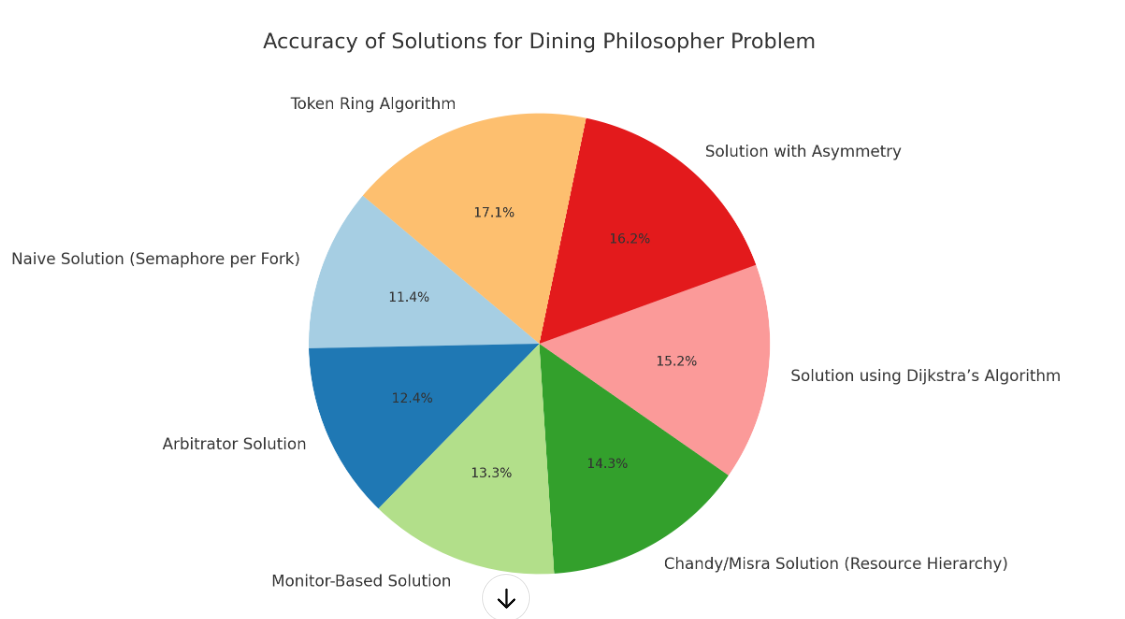 Accuracy of Solutions for Dining Philosopher Problem
Token Ring Algorithm
Solution with Asymmetry
17.1%
16.2%
Naive Solution (Semaphore per Fork)
11.4%
15.2%
Solution using Dijkstra’s Algorithm
12.4%
Arbitrator Solution
13.3%
14.3%
Chandy/Misra Solution (Resource Hierarchy)
Monitor-Based Solution